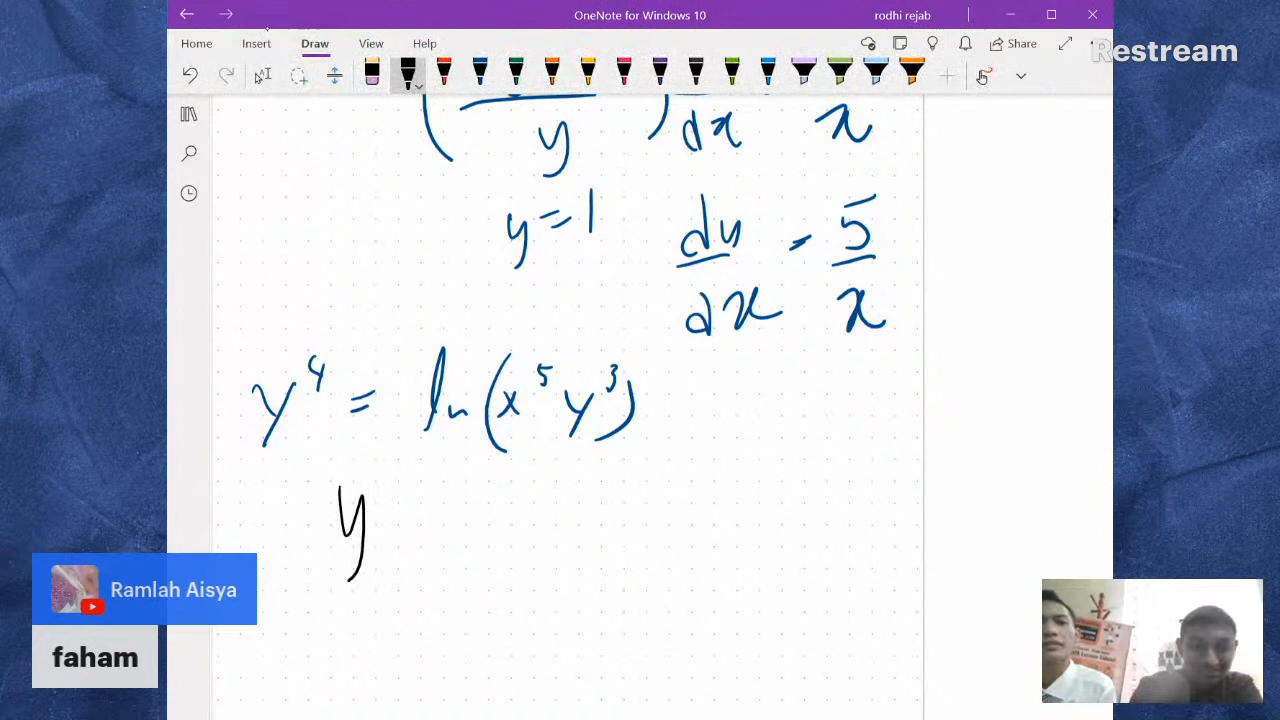 OneNote for Windows 10
rodhi rejab
Home Insert Draw View Help
Share
Restream
y dx x
y = 1 dy/dx = 5/x
y⁴ = ln(x⁵y³)
y
Ramlah Aisya
faham